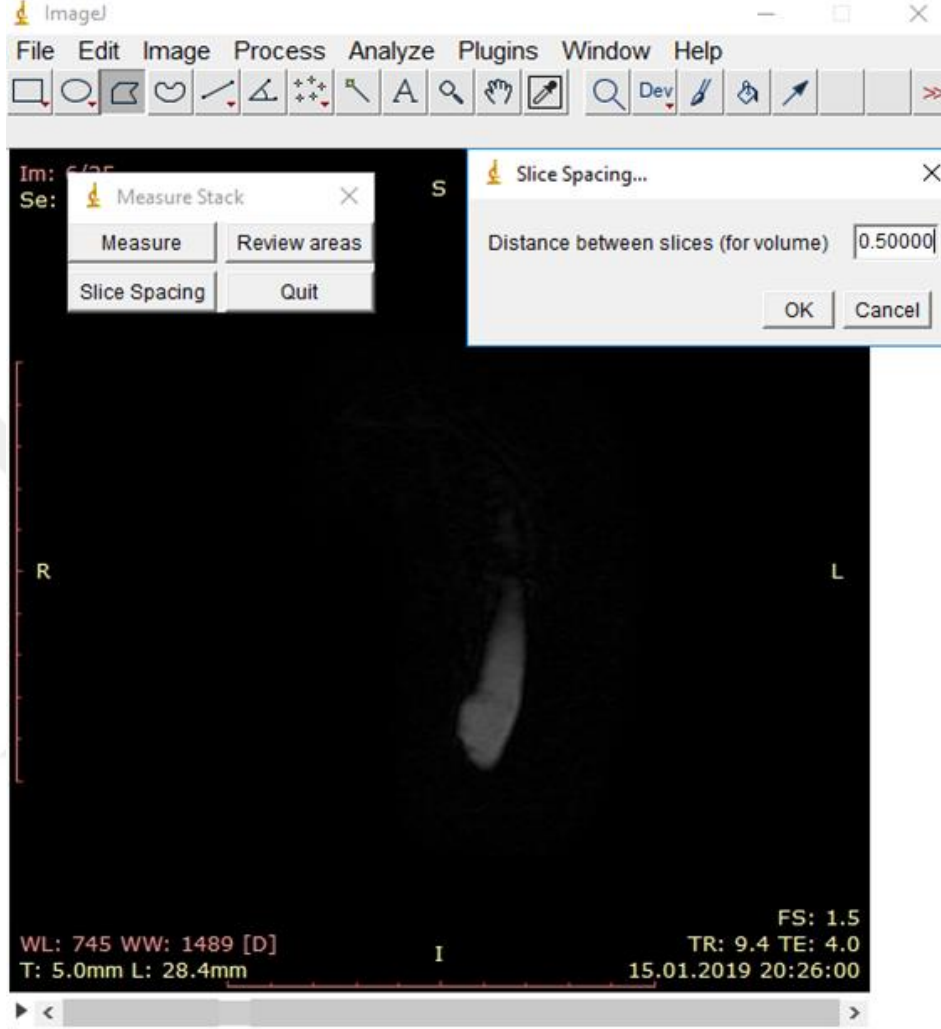 ImageJ
File Edit Image Process Analyze Plugins Window Help
A Dev >>
Im: 6/25
Se:
S
Measure Stack
Measure Review areas
Slice Spacing Quit
Slice Spacing...
Distance between slices (for volume) 0.50000
OK Cancel
R L
FS: 1.5
WL: 745 WW: 1489 [D] I TR: 9.4 TE: 4.0
T: 5.0mm L: 28.4mm 15.01.2019 20:26:00